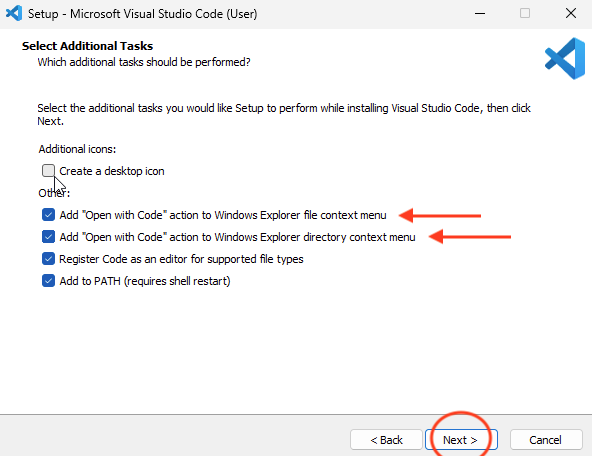 Setup - Microsoft Visual Studio Code (User)
Select Additional Tasks
Which additional tasks should be performed?
Select the additional tasks you would like Setup to perform while installing Visual Studio Code, then click
Next.
Additional icons:
Create a desktop icon
Other:
Add "Open with Code" action to Windows Explorer file context menu
Add "Open with Code" action to Windows Explorer directory context menu
Register Code as an editor for supported file types
Add to PATH (requires shell restart)
< Back
Next >
Cancel